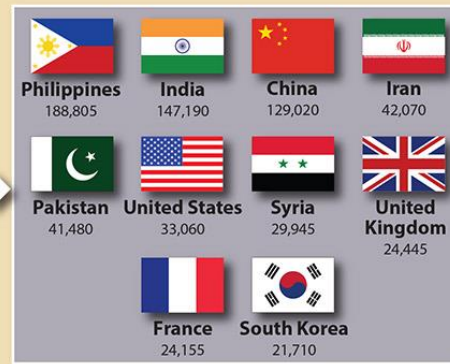 Philippines
188,805
India
147,190
China
129,020
Iran
42,070
Pakistan
41,480
United States
33,060
Syria
29,945
United
Kingdom
24,445
France
24,155
South Korea
21,710